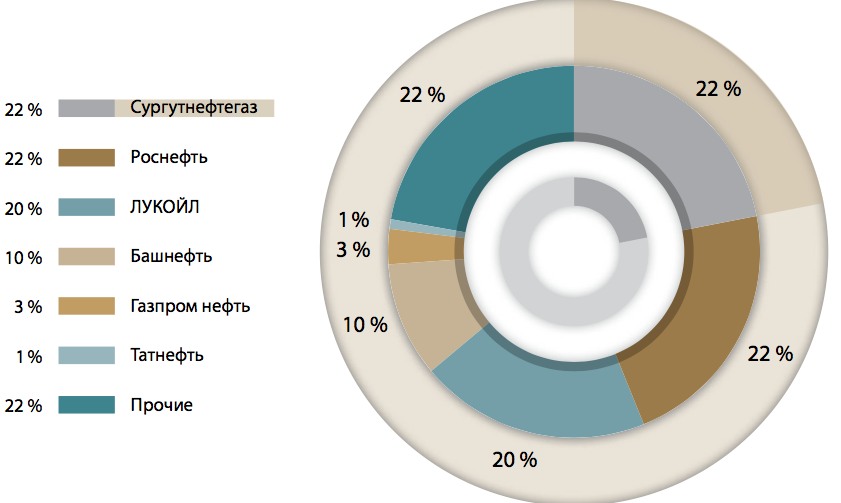 22 % Сургутнефтегаз
22 % Роснефть
20 % ЛУКОЙЛ
10 % Башнефть
3 % Газпром нефть
1 % Татнефть
22 % Прочие
22 %
22 %
1 %
3 %
10 %
22 %
20 %